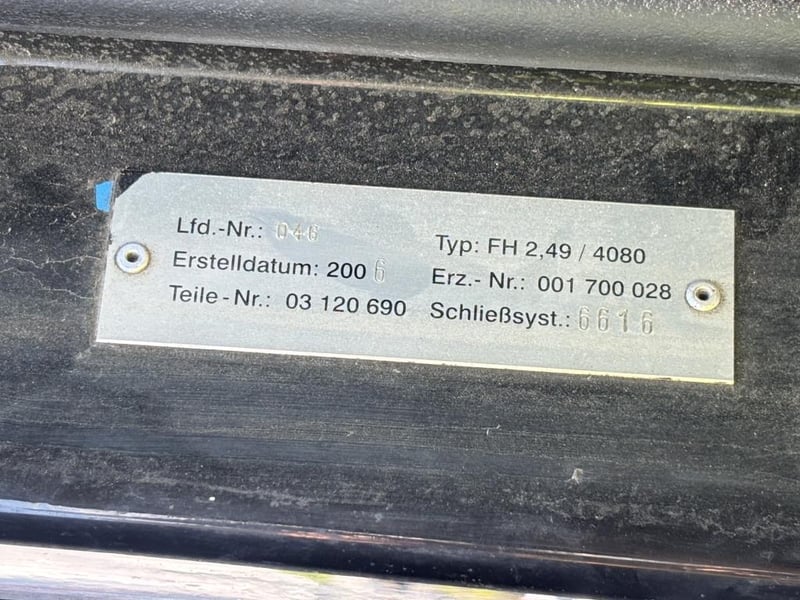 Lfd.-Nr.: 046
Erstelldatum: 2006
Teile-Nr.: 03 120 690
Typ: FH 2,49 / 4080
Erz.- Nr.: 001 700 028
Schließsyst.: 6616